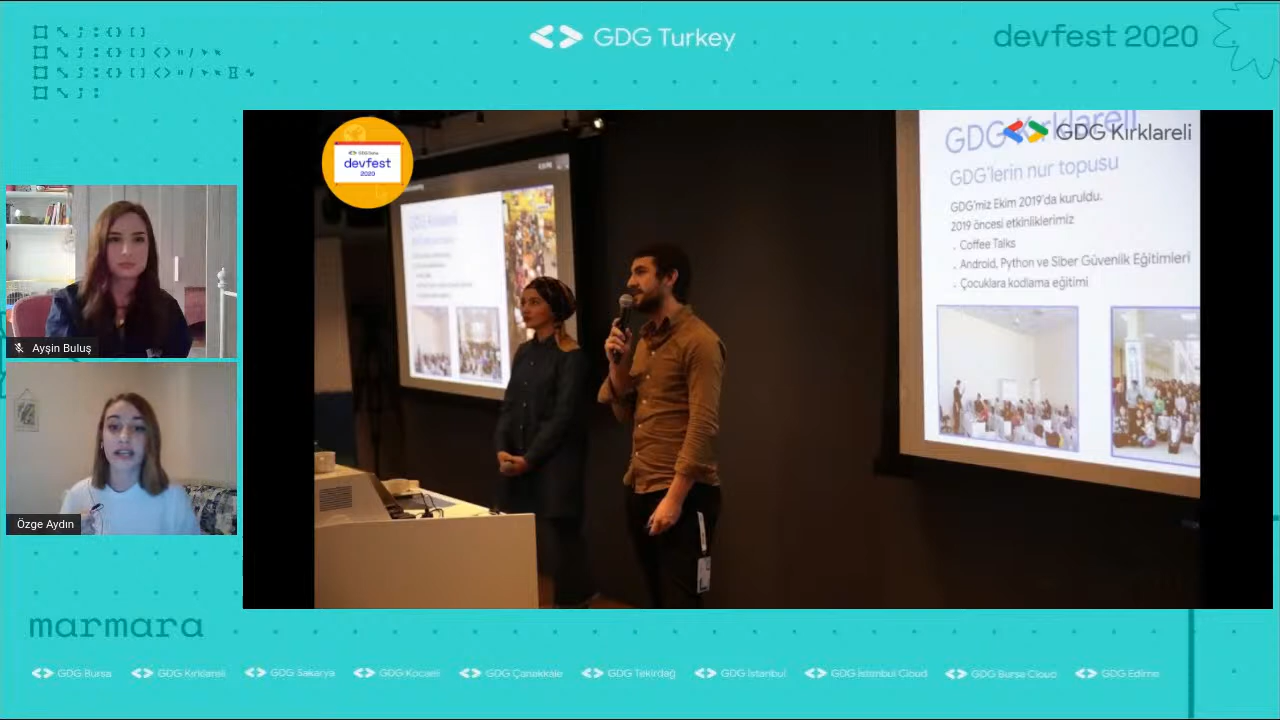 GDG Turkey
devfest 2020
devfest
2020
GDG Kırklareli
GDG Kırklareli
GDG'lerin nur topusu
GDG'miz Ekim 2019'da kuruldu.
2019 öncesi etkinliklerimiz
. Coffee Talks
. Android, Python ve Siber Güvenlik Eğitimleri
. Çocuklara kodlama eğitimi
Ayşin Buluş
Özge Aydın
marmara
GDG Bursa
GDG Kırklareli
GDG Sakarya
GDG Kocaeli
GDG Çanakkale
GDG Tekirdağ
GDG İstanbul
GDG İstanbul Cloud
GDG Bursa Cloud
GDG Edirne